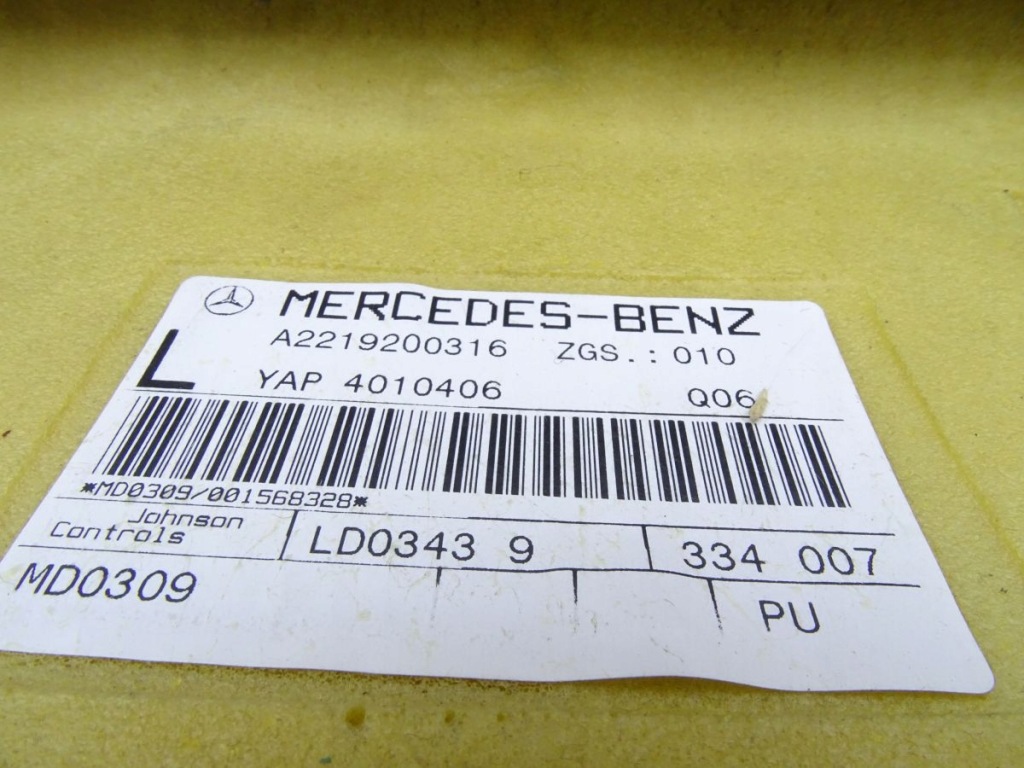 MERCEDES-BENZ
A2219200316 ZGS.: 010
L YAP 4010406 Q06
*MD0309/001568328*
Johnson
Controls LD0343 9 334 007
MD0309 PU